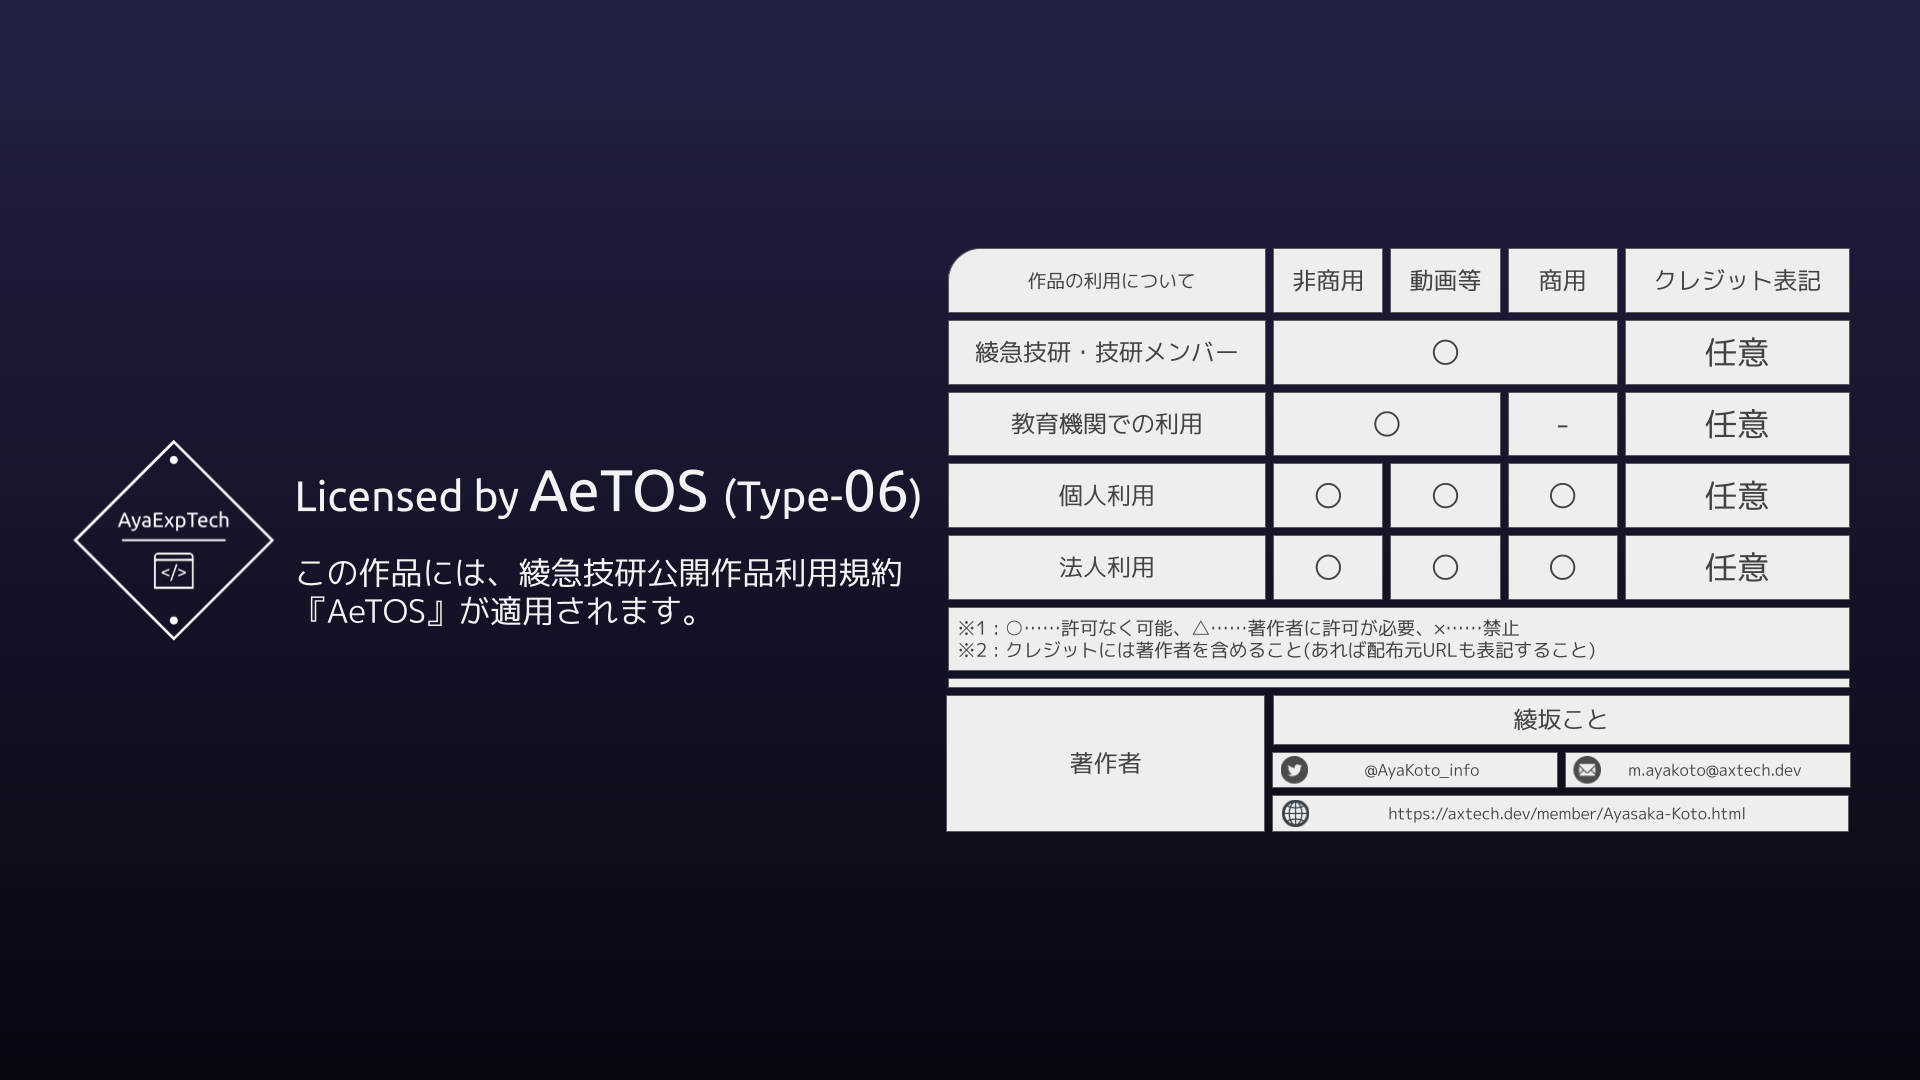 AyaExpTech
</>
Licensed by AeTOS (Type-06)
この作品には、綾急技研公開作品利用規約
『AeTOS』が適用されます。
作品の利用について 非商用 動画等 商用 クレジット表記
綾急技研・技研メンバー ○ 任意
教育機関での利用 ○ - 任意
個人利用 ○ ○ ○ 任意
法人利用 ○ ○ ○ 任意
※1 : ○……許可なく可能、△……著作者に許可が必要、×……禁止
※2 : クレジットには著作者を含めること(あれば配布元URLも表記すること)
著作者
綾坂こと
@AyaKoto_info m.ayakoto@axtech.dev
https://axtech.dev/member/Ayasaka-Koto.html